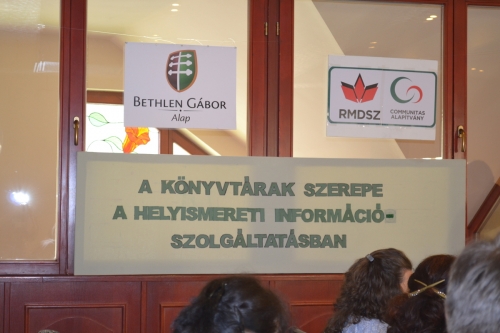 BETHLEN GÁBOR
Alap
RMDSZ
COMMUNITAS
ALAPÍTVÁNY
A KÖNYVTÁRAK SZEREPE
A HELYISMERETI INFORMÁCIÓ-
SZOLGÁLTATÁSBAN